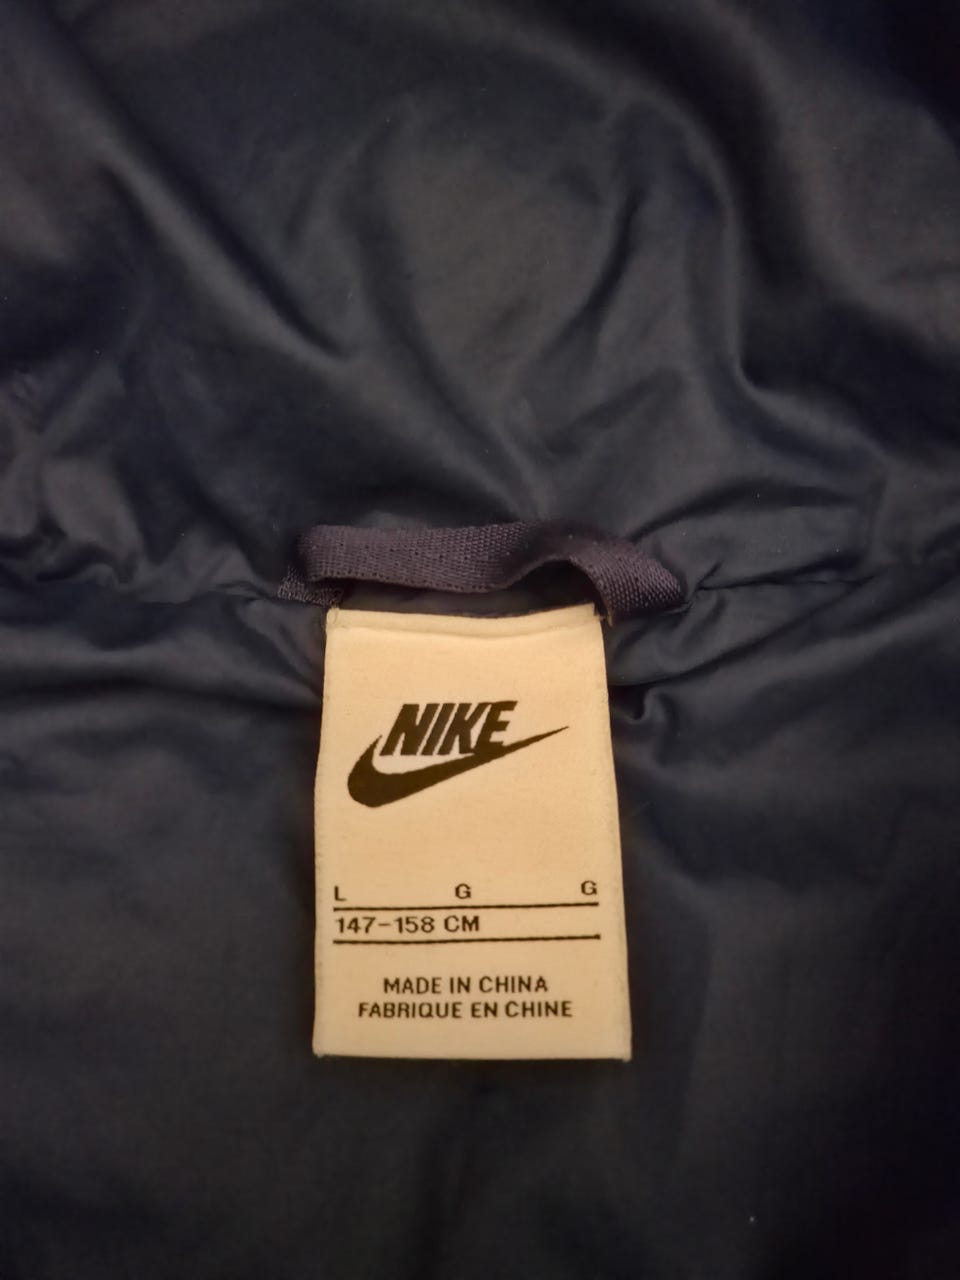 NIKE
L G G
147-158 CM
MADE IN CHINA
FABRIQUE EN CHINE